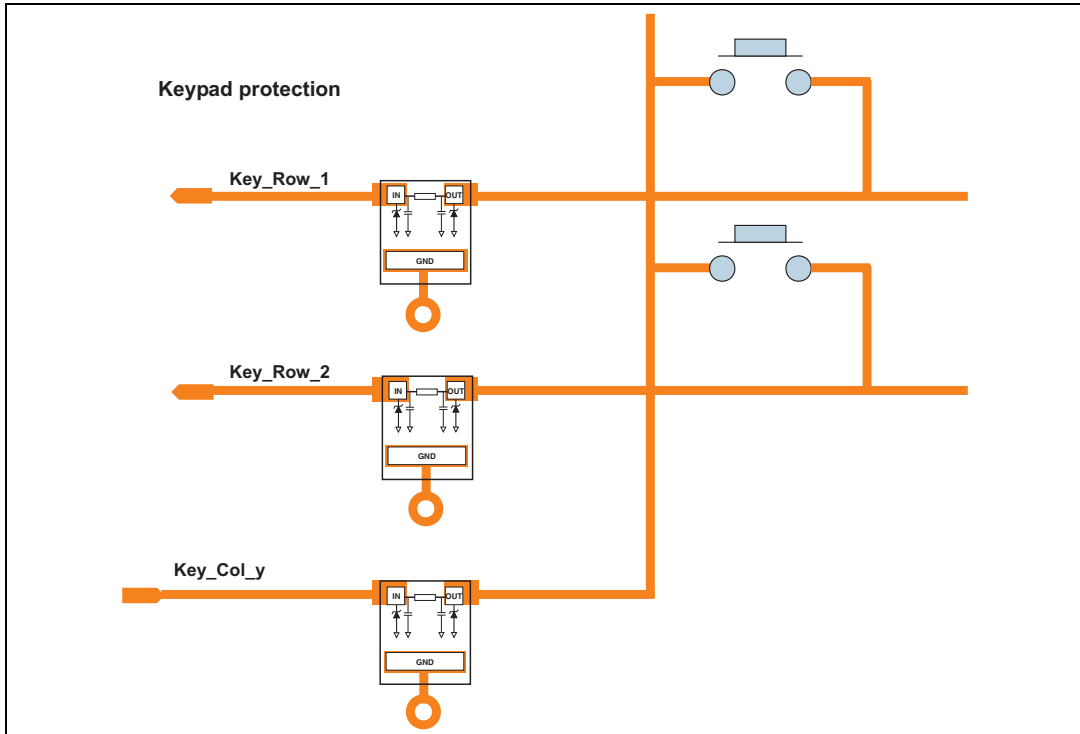 Keypad protection
Key_Row_1
IN OUT
GND
Key_Row_2
IN OUT
GND
Key_Col_y
IN OUT
GND